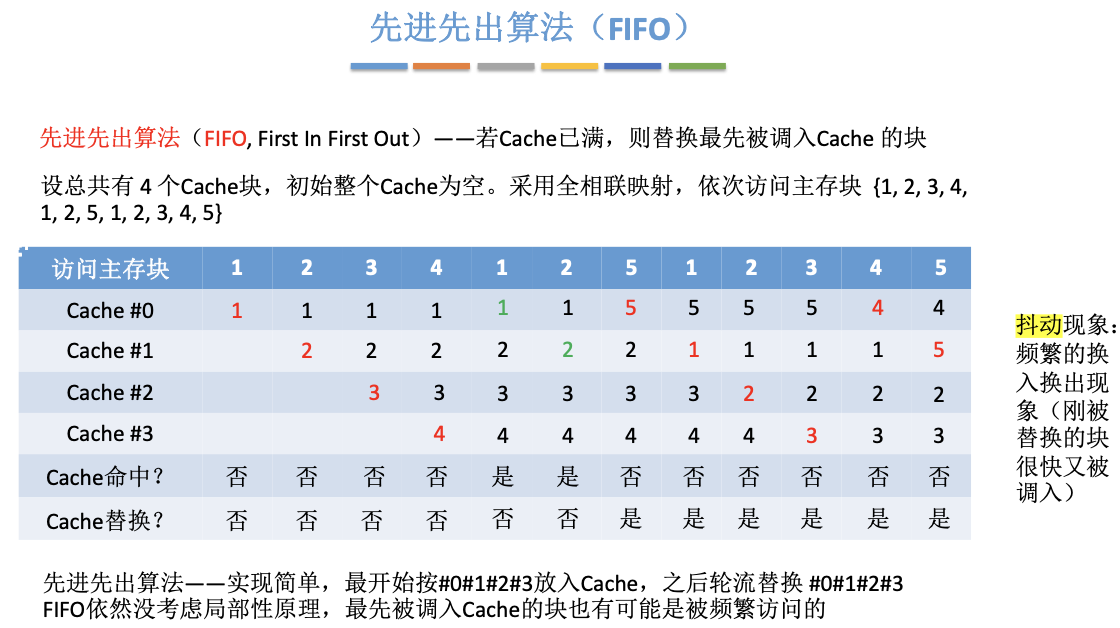 先进先出算法（FIFO）
先进先出算法（FIFO, First In First Out）——若Cache已满，则替换最先被调入Cache 的块
设总共有 4 个Cache块，初始整个Cache为空。采用全相联映射，依次访问主存块 {1, 2, 3, 4,
1, 2, 5, 1, 2, 3, 4, 5}
访问主存块 1 2 3 4 1 2 5 1 2 3 4 5
Cache #0 1 1 1 1 1 1 5 5 5 5 4 4
Cache #1 2 2 2 2 2 2 1 1 1 1 5
Cache #2 3 3 3 3 3 3 2 2 2 2
Cache #3 4 4 4 4 4 4 3 3 3
Cache命中？ 否 否 否 否 是 是 否 否 否 否 否 否
Cache替换？ 否 否 否 否 否 否 是 是 是 是 是 是
抖动现象：
频繁的换
入换出现
象（刚被
替换的块
很快又被
调入）
先进先出算法——实现简单，最开始按#0#1#2#3放入Cache，之后轮流替换 #0#1#2#3
FIFO依然没考虑局部性原理，最先被调入Cache的块也有可能是被频繁访问的